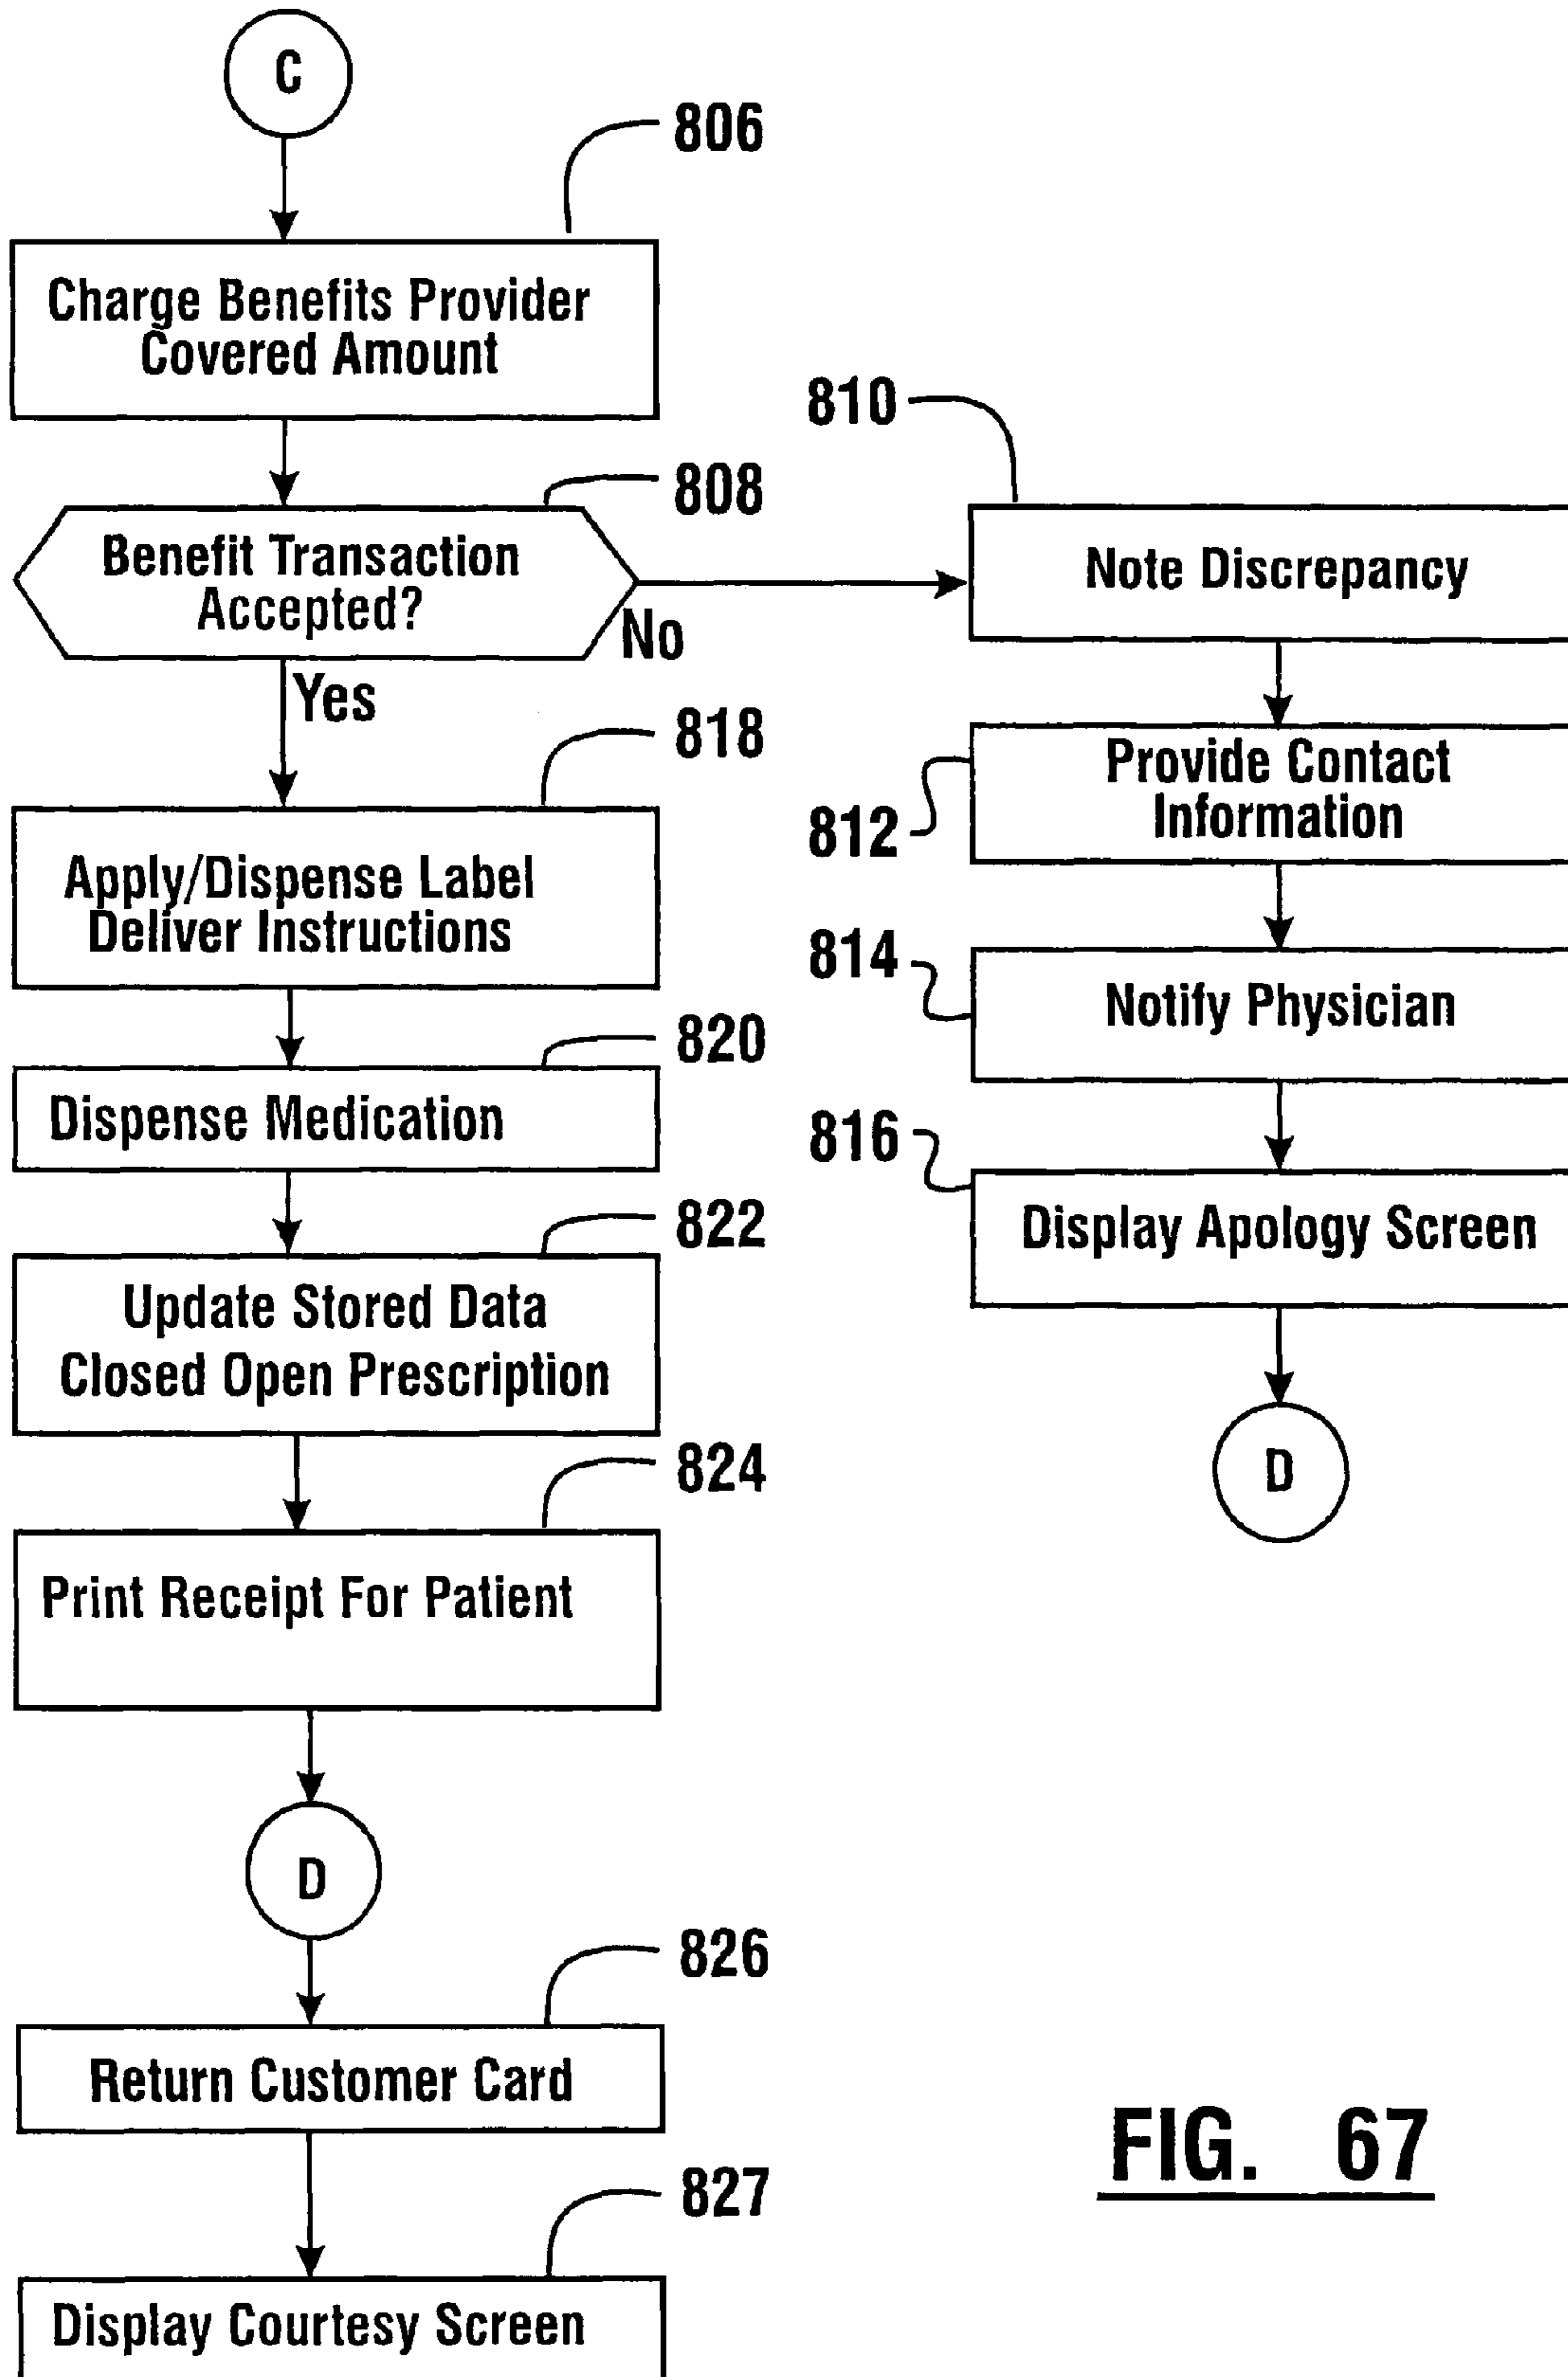 C
806
Charge Benefits Provider
Covered Amount
808
Benefit Transaction
Accepted?
No
Yes
810
Note Discrepancy
812
Provide Contact
Information
814
Notify Physician
816
Display Apology Screen
D
818
Apply/Dispense Label
Deliver Instructions
820
Dispense Medication
822
Update Stored Data
Closed Open Prescription
824
Print Receipt For Patient
D
826
Return Customer Card
827
Display Courtesy Screen
FIG. 67